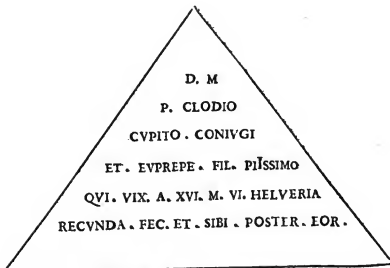 D. M
P. CLODIO
CVPITO. CONIVGI
ET. EVPREPE. FIL. PIISSIMO
QVI. VIX. A. XVI. M. VI. HELVERIA
RECVNDA. FEC. ET. SIBI. POSTER. EOR.